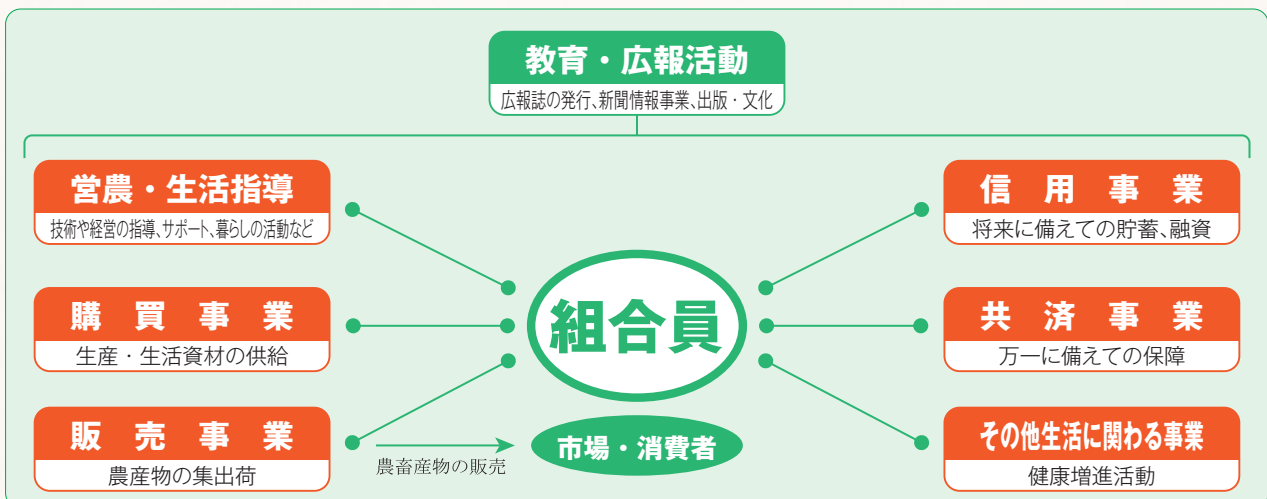 教育・広報活動
広報誌の発行、新聞情報事業、出版・文化
営農・生活指導
技術や経営の指導、サポート、暮らしの活動など
購買事業
生産・生活資材の供給
販売事業
農産物の集出荷
農畜産物の販売
組合員
市場・消費者
信用事業
将来に備えての貯蓄、融資
共済事業
万一に備えての保障
その他生活に関わる事業
健康増進活動